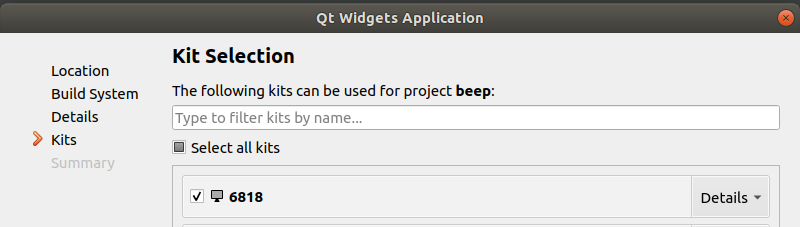 Qt Widgets Application
Location
Build System
Details
Kits
Summary
Kit Selection
The following kits can be used for project beep:
Type to filter kits by name...
Select all kits
6818
Details